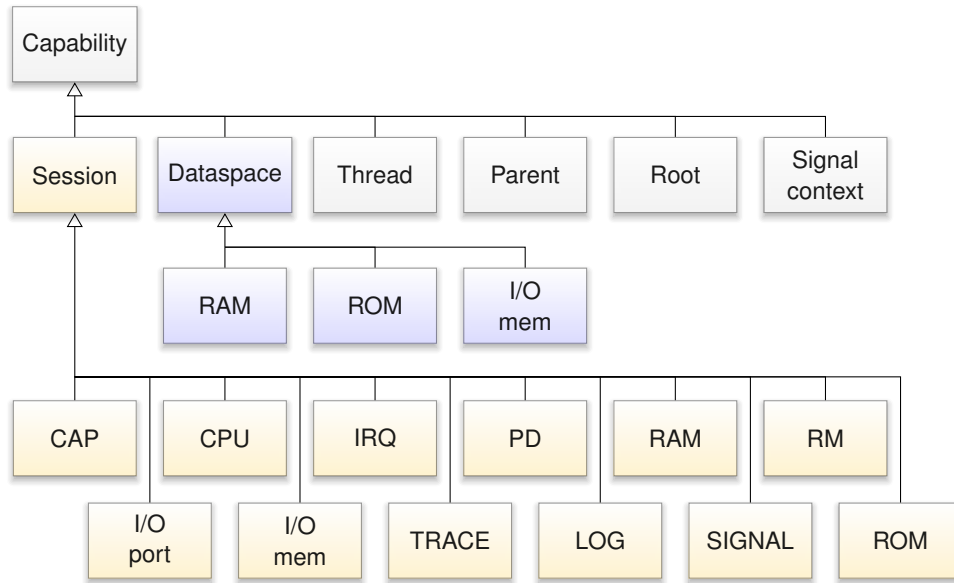 Capability
Session
Dataspace
Thread
Parent
Root
Signal
context
RAM
ROM
I/O
mem
CAP
CPU
IRQ
PD
RAM
RM
I/O
port
I/O
mem
TRACE
LOG
SIGNAL
ROM